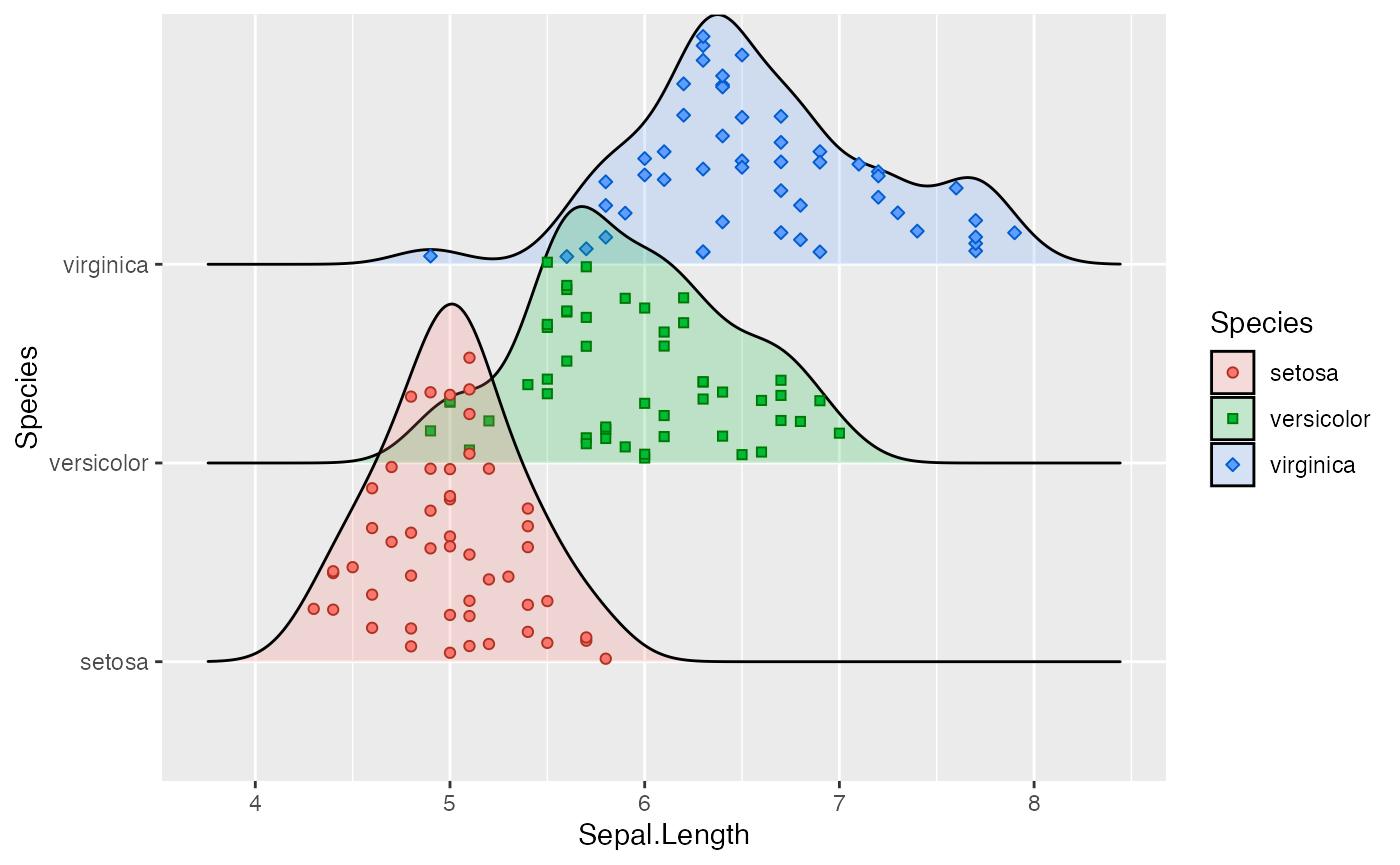 Species
virginica
versicolor
setosa
4 5 6 7 8
Sepal.Length
Species
setosa
versicolor
virginica